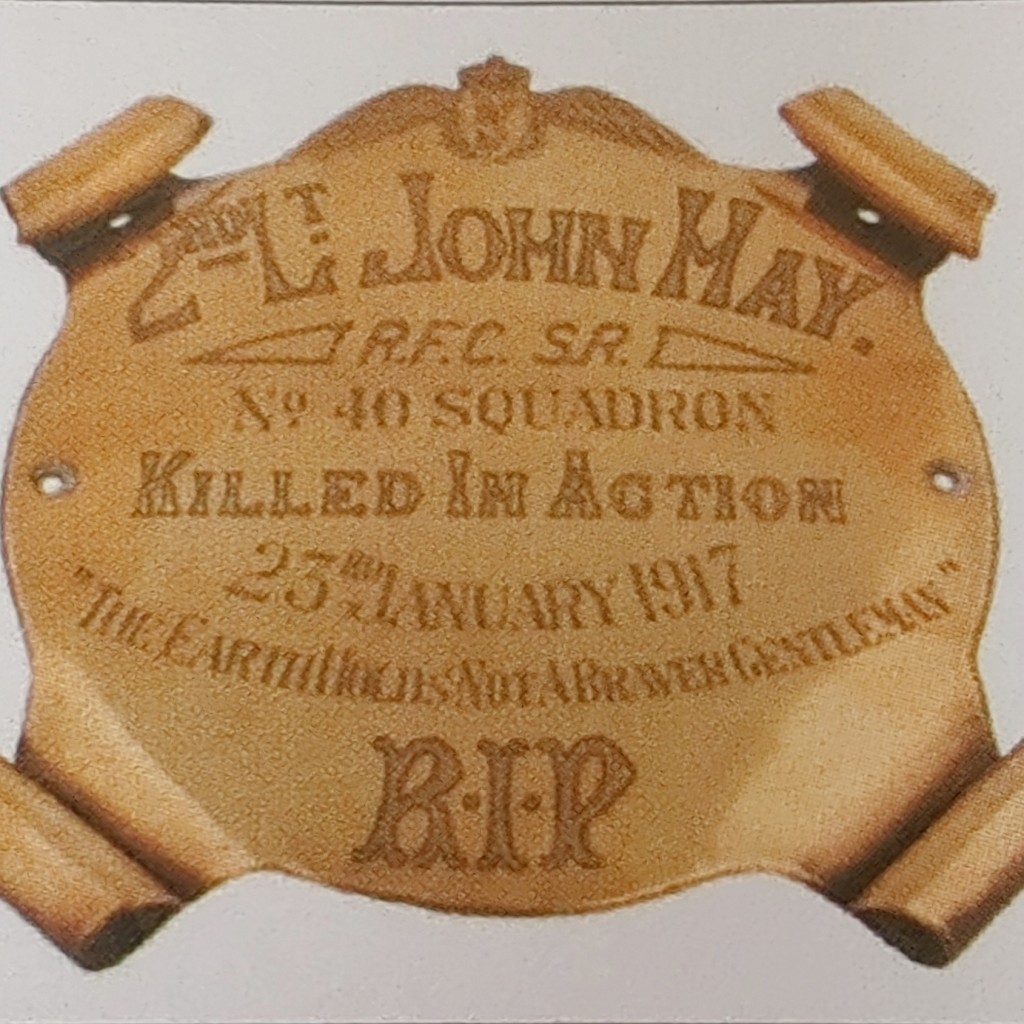 2ND LT. JOHN MAY.
R.F.C. S.R.
No 40 SQUADRON
KILLED IN ACTION
23RD JANUARY 1917
"THE EARTH HOLDS NOT A BRAVER GENTLEMAN"
R·I·P